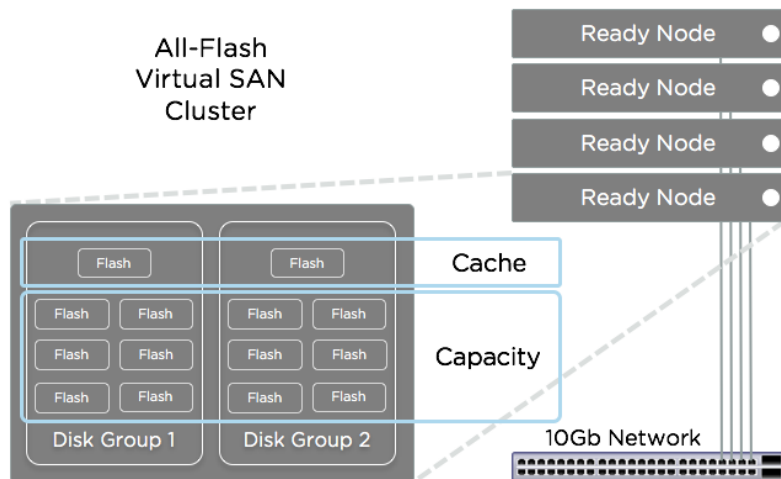 All-Flash
Virtual SAN
Cluster
Ready Node
Ready Node
Ready Node
Ready Node
Flash Flash Cache
Flash Flash Flash Flash
Flash Flash Flash Flash Capacity
Flash Flash Flash Flash
Disk Group 1 Disk Group 2
10Gb Network